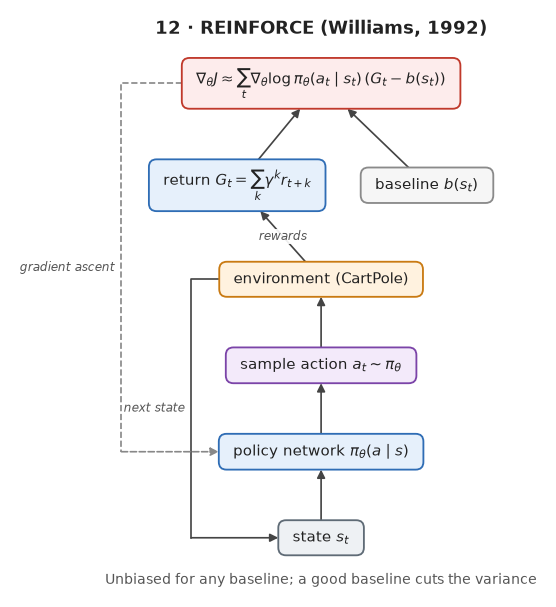 12 · REINFORCE (Williams, 1992)
∇θJ ≈ ∑t ∇θ log πθ(at | st) (Gt − b(st))
return Gt = ∑k γ^k rt+k
baseline b(st)
rewards
environment (CartPole)
gradient ascent
sample action at ~ πθ
next state
policy network πθ(a | s)
state st
Unbiased for any baseline; a good baseline cuts the variance